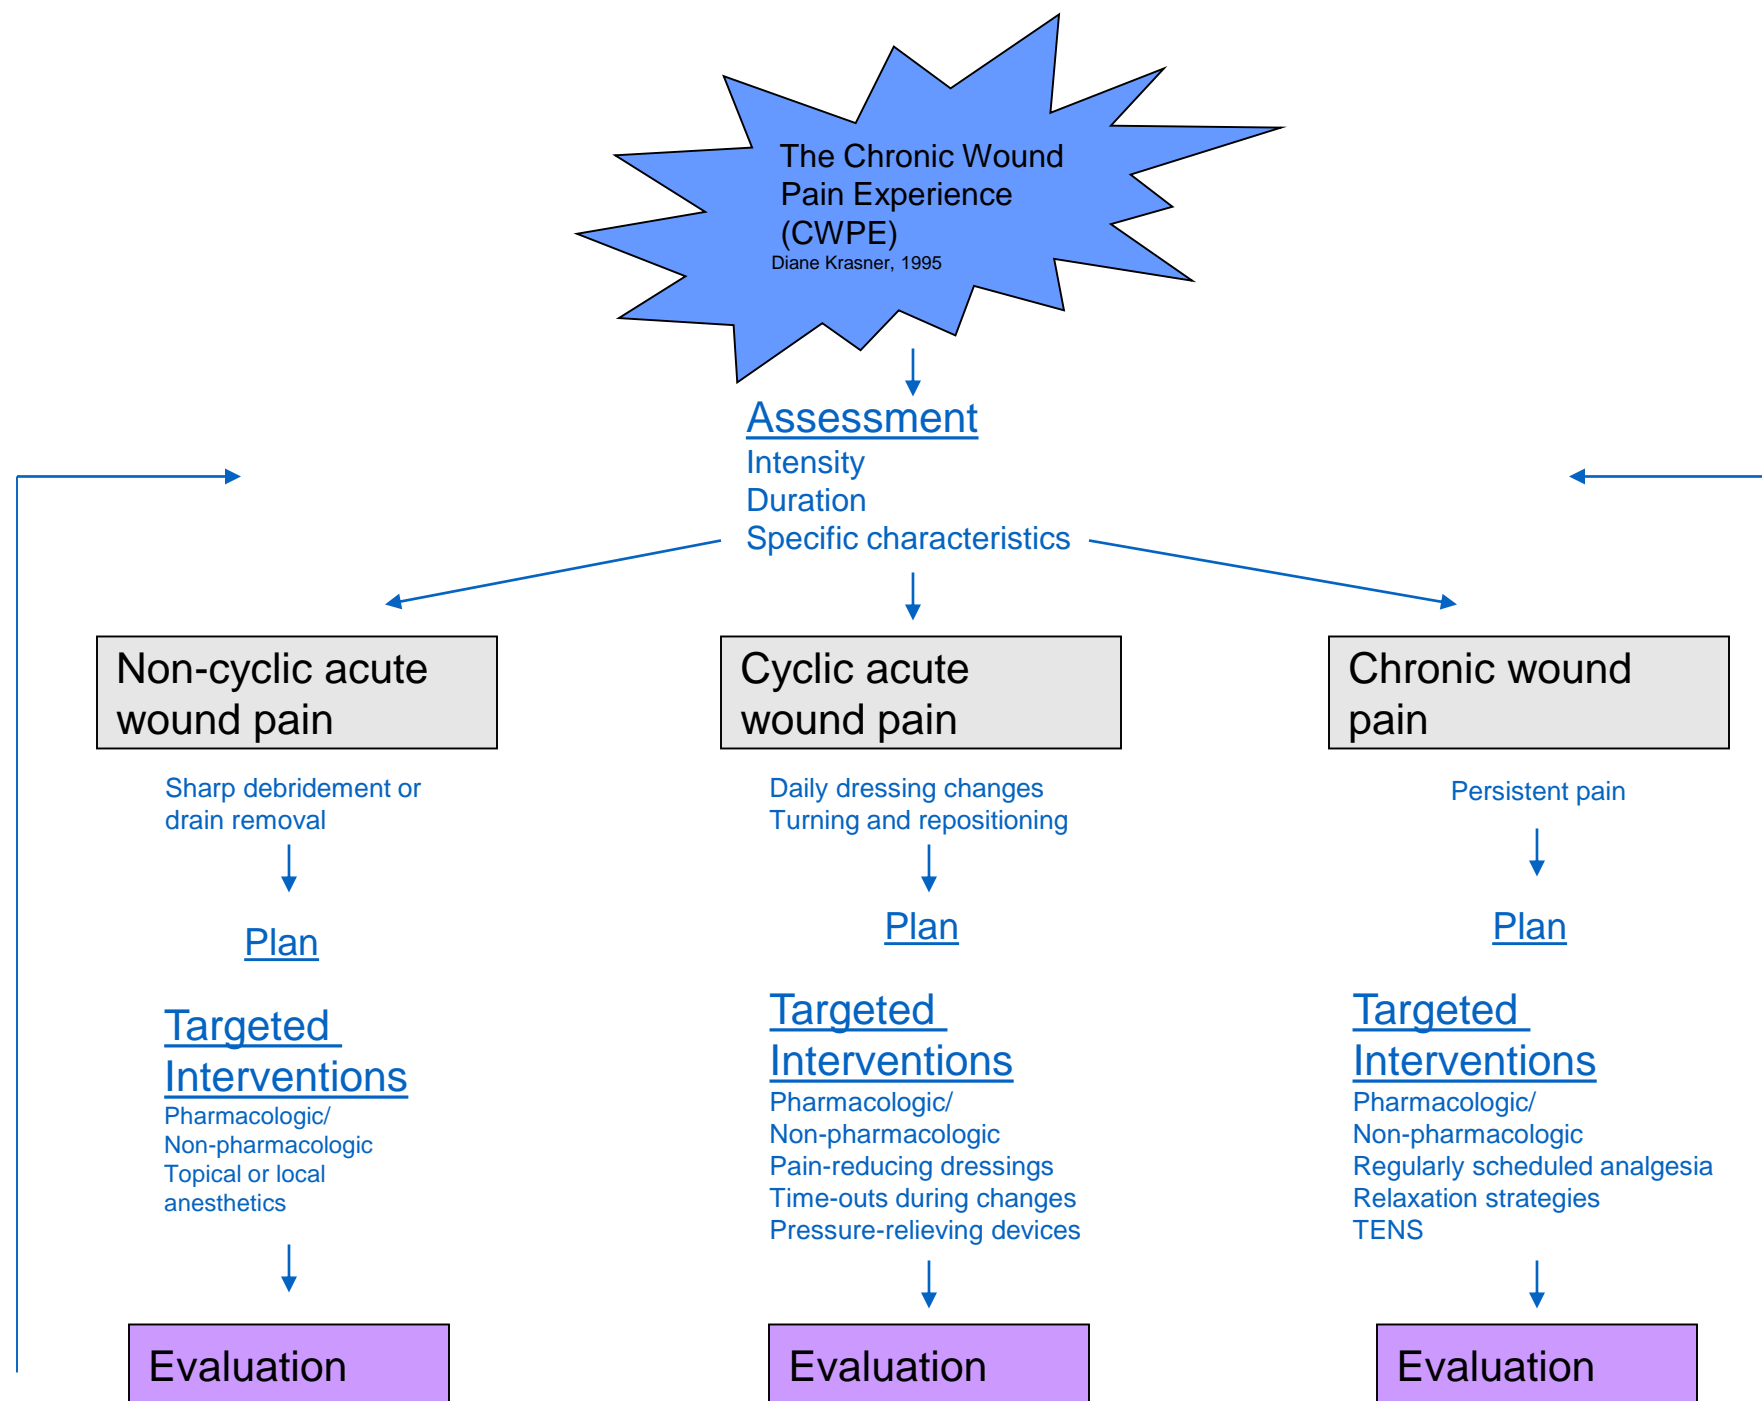 The Chronic Wound
Pain Experience
(CWPE)
Diane Krasner, 1995
Assessment
Intensity
Duration
Specific characteristics
Non-cyclic acute
wound pain
Sharp debridement or
drain removal
Plan
Targeted
Interventions
Pharmacologic/
Non-pharmacologic
Topical or local
anesthetics
Evaluation
Cyclic acute
wound pain
Daily dressing changes
Turning and repositioning
Plan
Targeted
Interventions
Pharmacologic/
Non-pharmacologic
Pain-reducing dressings
Time-outs during changes
Pressure-relieving devices
Evaluation
Chronic wound
pain
Persistent pain
Plan
Targeted
Interventions
Pharmacologic/
Non-pharmacologic
Regularly scheduled analgesia
Relaxation strategies
TENS
Evaluation